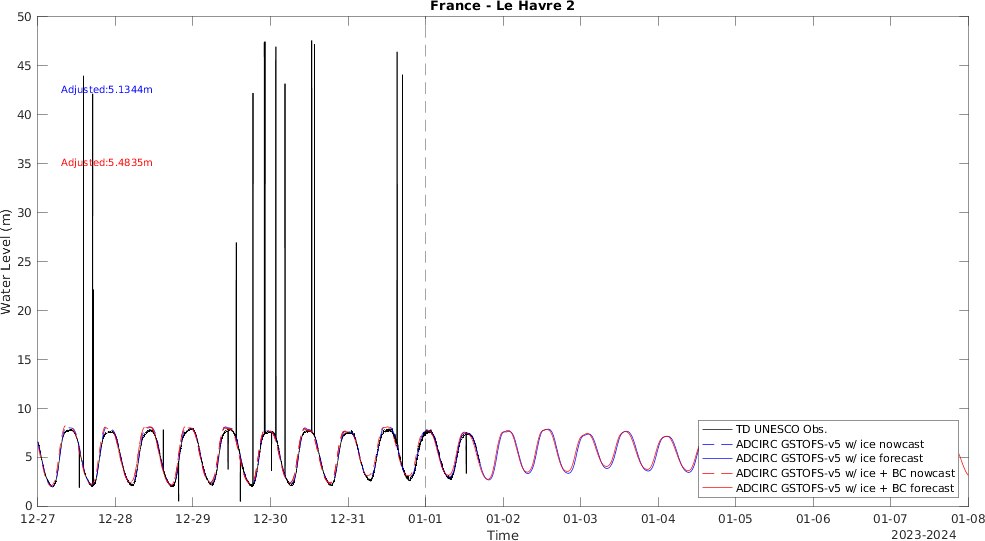 France - Le Havre 2
50
45
40
35
30
25
20
15
10
5
0
Water Level (m)
Adjusted:5.1344m
Adjusted:5.4835m
TD UNESCO Obs.
ADCIRC GSTOFS-v5 w/ ice nowcast
ADCIRC GSTOFS-v5 w/ ice forecast
ADCIRC GSTOFS-v5 w/ ice + BC nowcast
ADCIRC GSTOFS-v5 w/ ice + BC forecast
12-27 12-28 12-29 12-30 12-31 01-01 01-02 01-03 01-04 01-05 01-06 01-07 01-08
Time
2023-2024